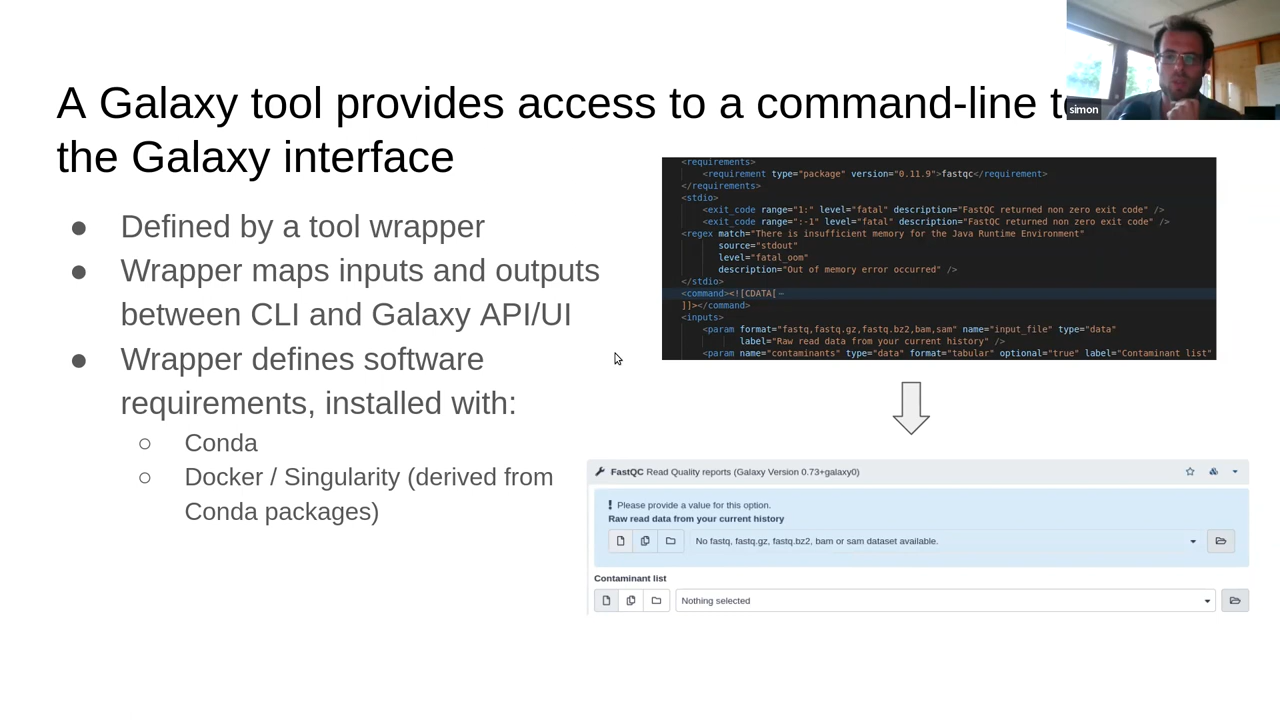 A Galaxy tool provides access to a command-line
the Galaxy interface
simon
● Defined by a tool wrapper
● Wrapper maps inputs and outputs
between CLI and Galaxy API/UI
● Wrapper defines software
requirements, installed with:
○ Conda
○ Docker / Singularity (derived from
Conda packages)
<requirements>
<requirement type="package" version="0.11.9">fastqc</requirement>
</requirements>
<stdio>
<exit_code range="1:" level="fatal" description="FastQC returned non zero exit code" />
<exit_code range=":-1" level="fatal" description="FastQC returned non zero exit code" />
<regex match="There is insufficient memory for the Java Runtime Environment"
source="stdout"
level="fatal_oom"
description="Out of memory error occurred" />
</stdio>
<command><![CDATA[⋯
]]></command>
<inputs>
<param format="fastq,fastq.gz,fastq.bz2,bam,sam" name="input_file" type="data"
label="Raw read data from your current history" />
<param name="contaminants" type="data" format="tabular" optional="true" label="Contaminant list"
FastQC Read Quality reports (Galaxy Version 0.73+galaxy0)
! Please provide a value for this option.
Raw read data from your current history
No fastq, fastq.gz, fastq.bz2, bam or sam dataset available.
Contaminant list
Nothing selected